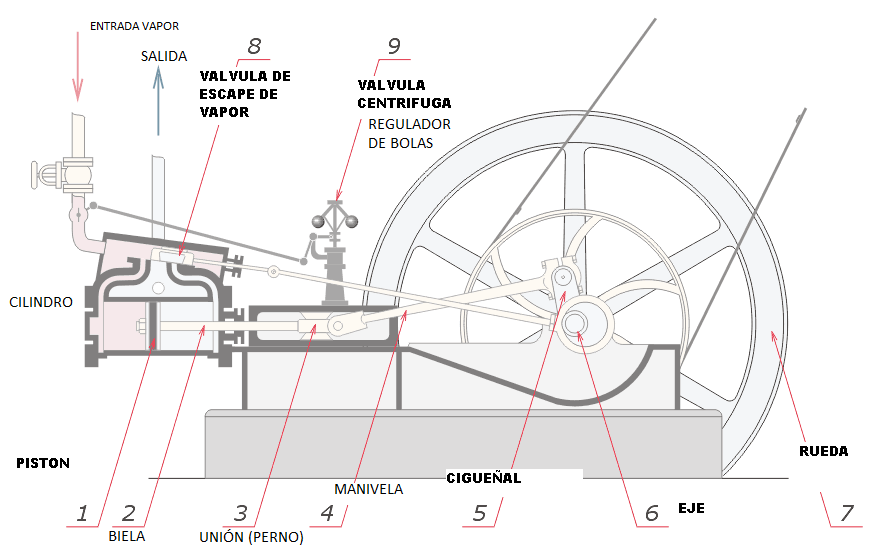 ENTRADA VAPOR
SALIDA
8
VALVULA DE
ESCAPE DE
VAPOR
9
VALVULA
CENTRIFUGA
REGULADOR
DE BOLAS
CILINDRO
PISTON
1
BIELA
2
UNIÓN (PERNO)
3
MANIVELA
4
CIGUEÑAL
5
6
EJE
RUEDA
7